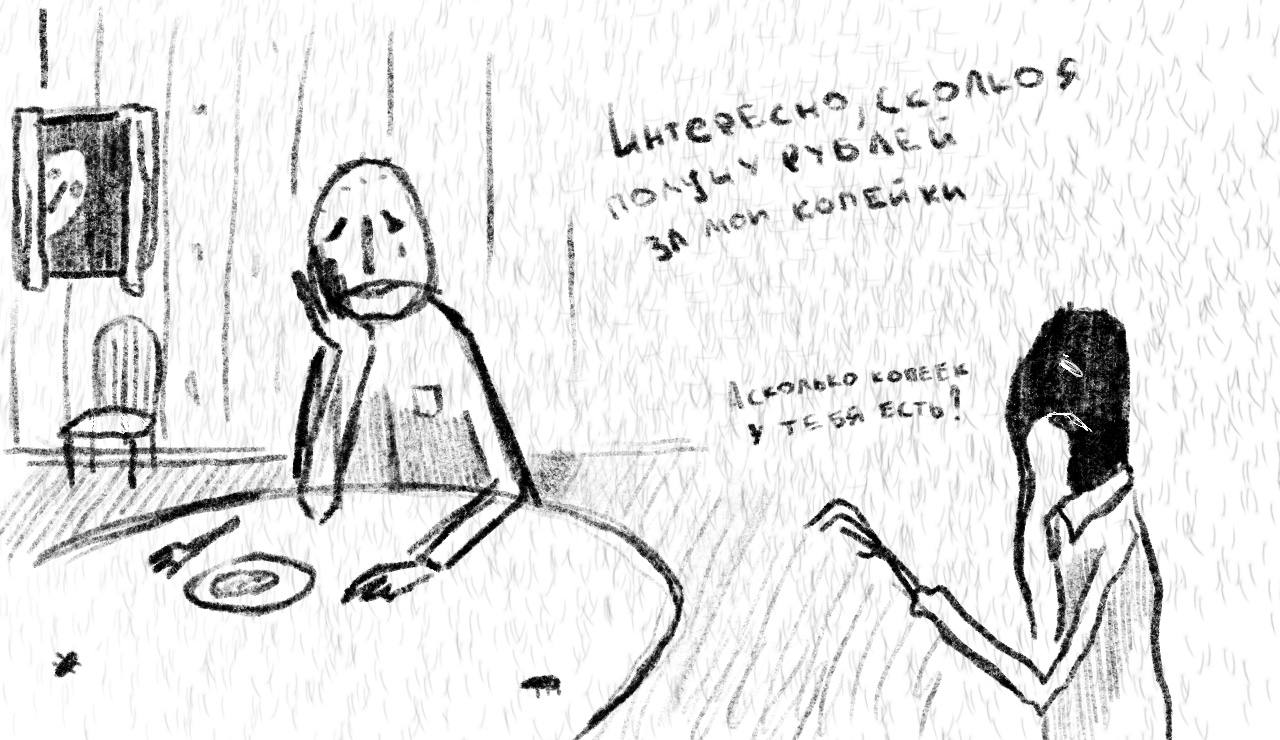 Интересно, сколько я
получу рублей
за мои копейки
А сколько копеек
у тебя есть!